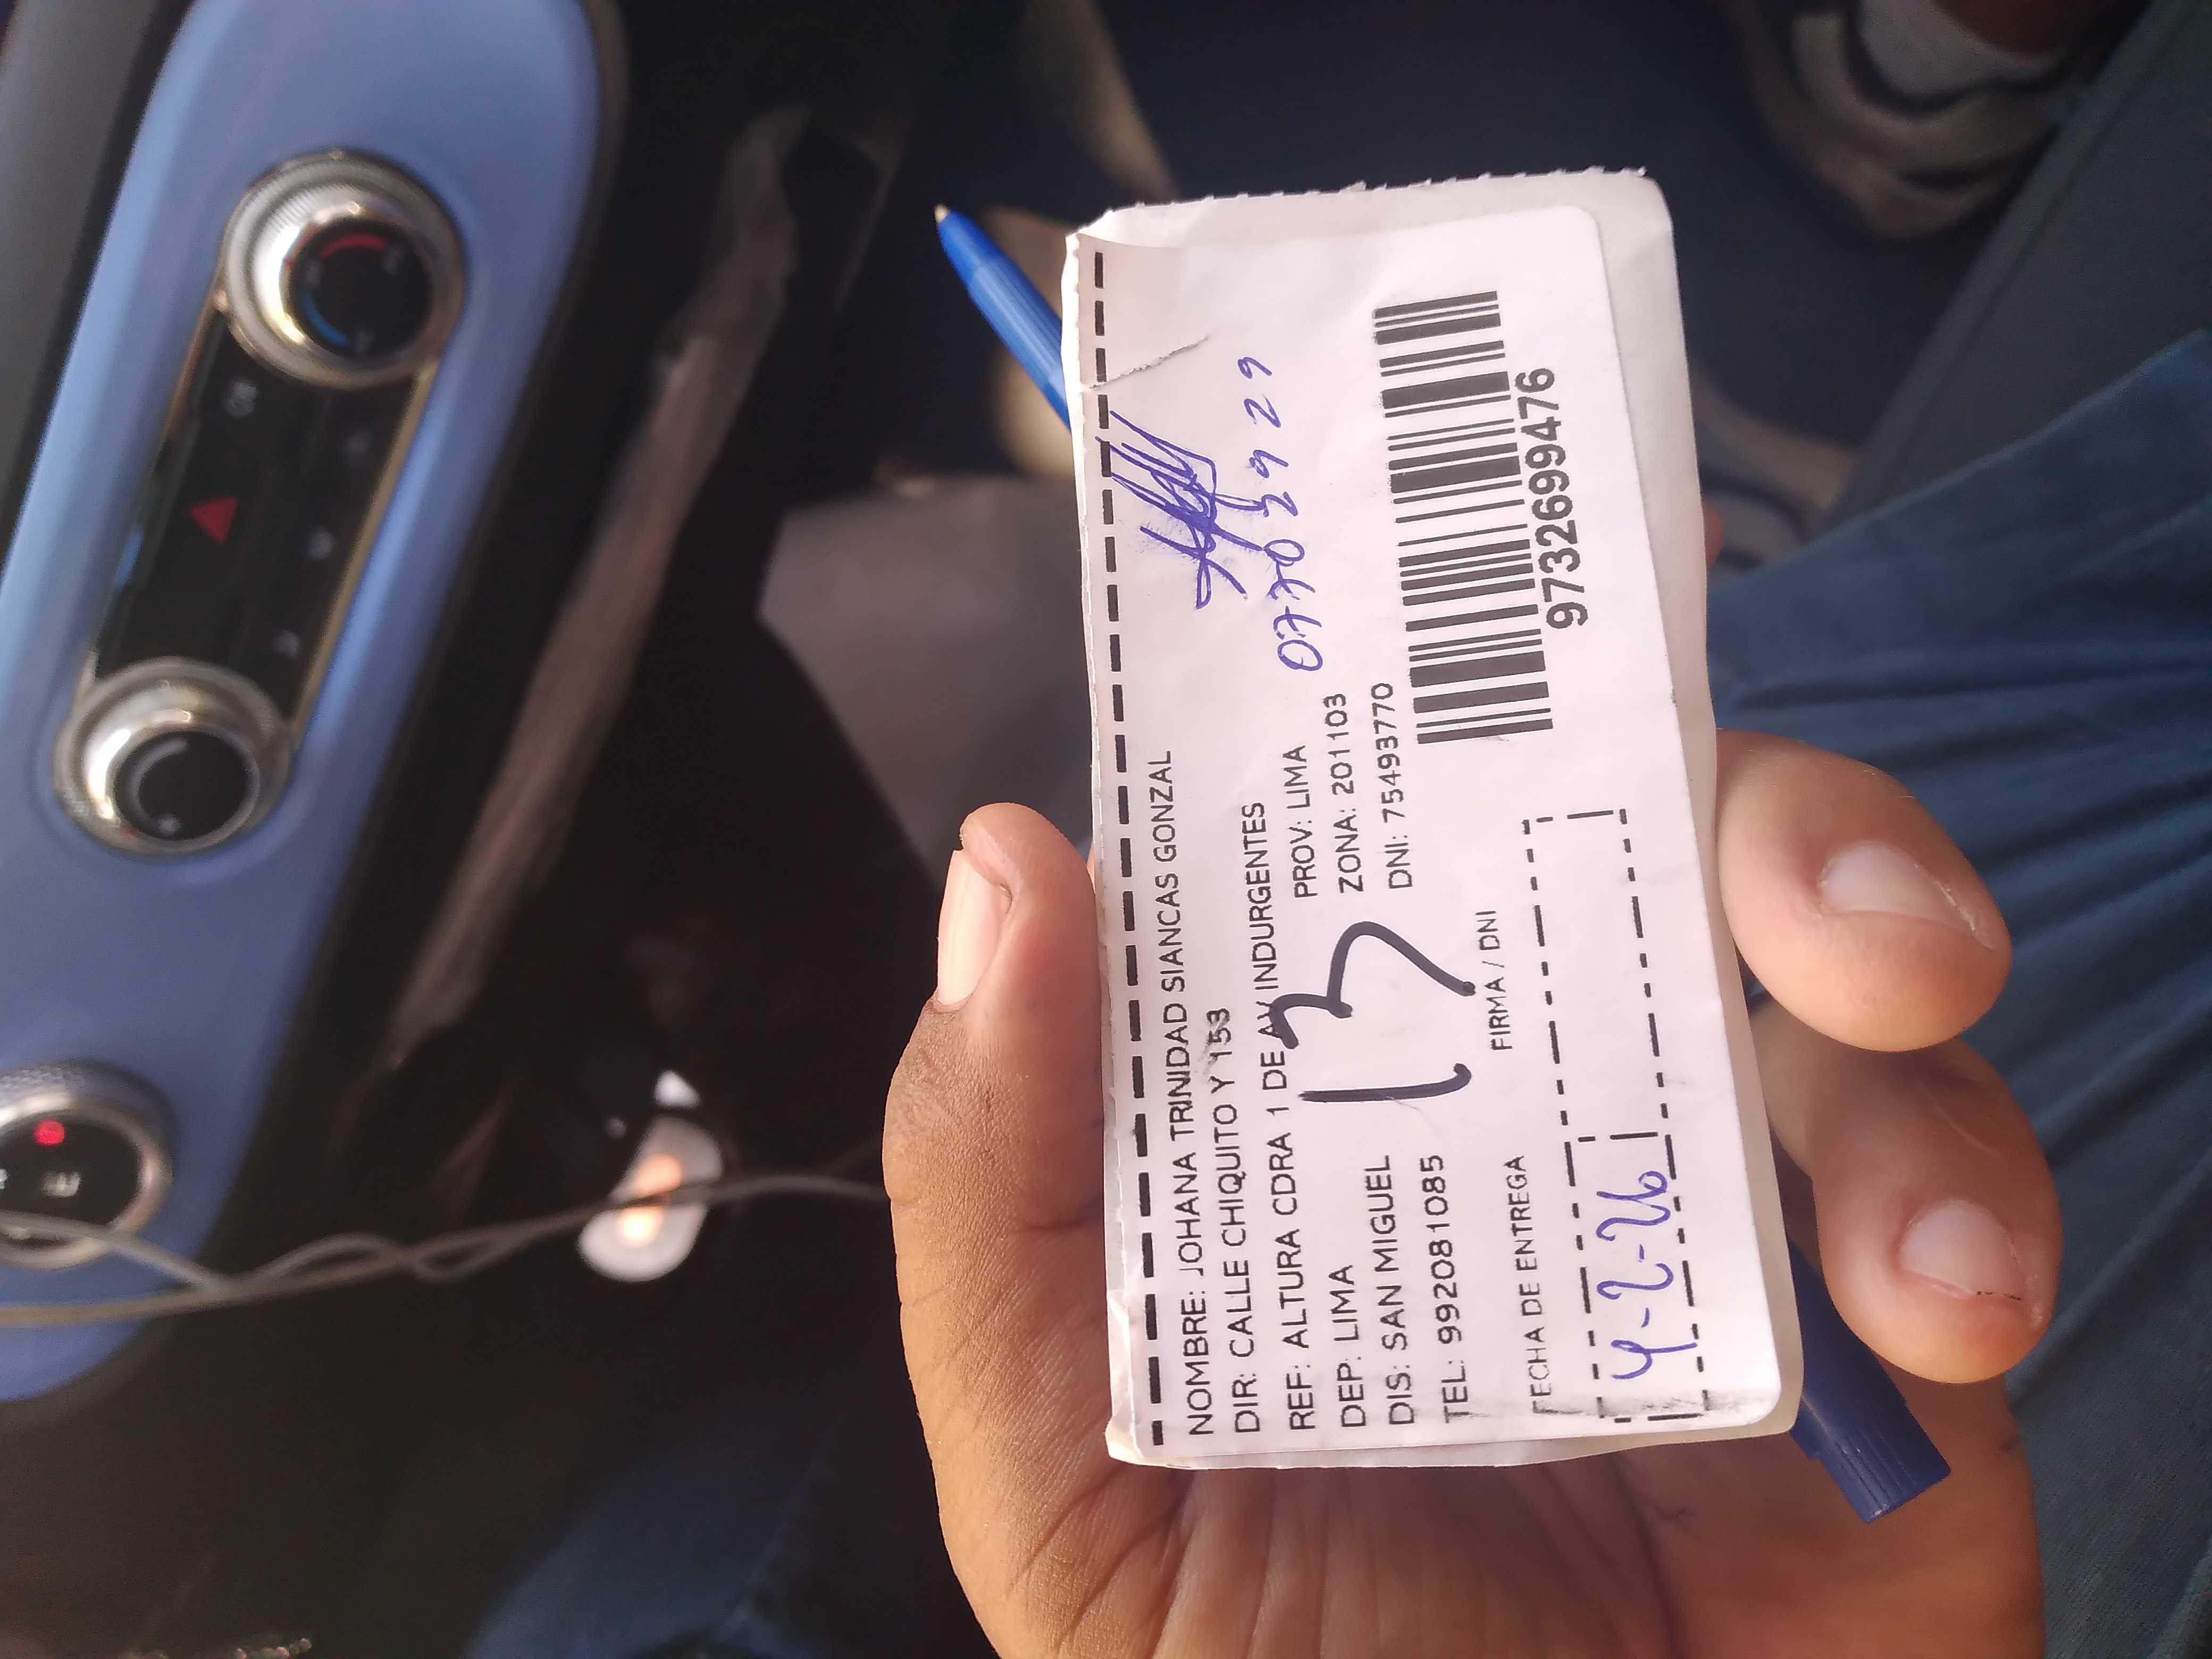 NOMBRE: JOHANA TRINIDAD SIANCAS GONZAL
DIR: CALLE CHIQUITO Y 153
REF: ALTURA CDRA 1 DE AV INDURGENTES
DEP: LIMA PROV: LIMA
DIS: SAN MIGUEL ZONA: 201103
TEL: 992081085 DNI: 75493770
13
077059929
97326999476
FECHA DE ENTREGA FIRMA / DNI
4-2-26